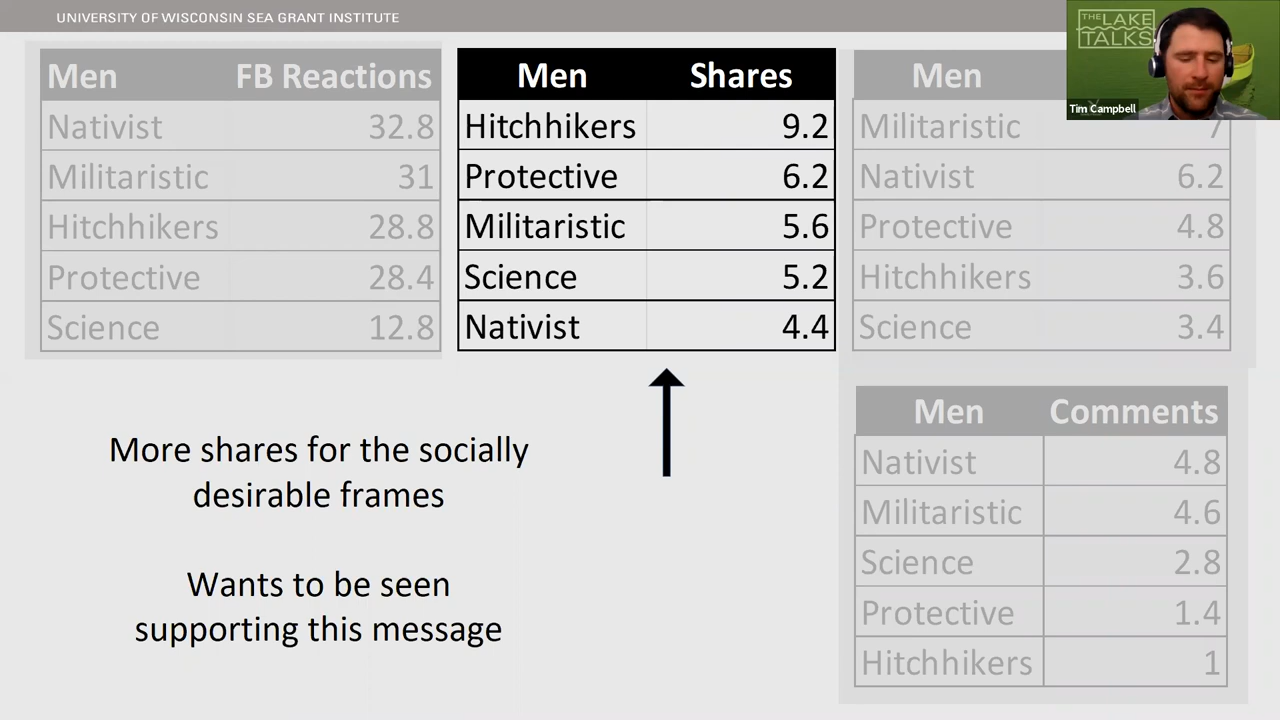 UNIVERSITY OF WISCONSIN SEA GRANT INSTITUTE
THE LAKE
TALKS
Tim Campbell
Men FB Reactions
Nativist 32.8
Militaristic 31
Hitchhikers 28.8
Protective 28.4
Science 12.8
Men Shares
Hitchhikers 9.2
Protective 6.2
Militaristic 5.6
Science 5.2
Nativist 4.4
Men
Militaristic 7
Nativist 6.2
Protective 4.8
Hitchhikers 3.6
Science 3.4
More shares for the socially
desirable frames
Wants to be seen
supporting this message
Men Comments
Nativist 4.8
Militaristic 4.6
Science 2.8
Protective 1.4
Hitchhikers 1